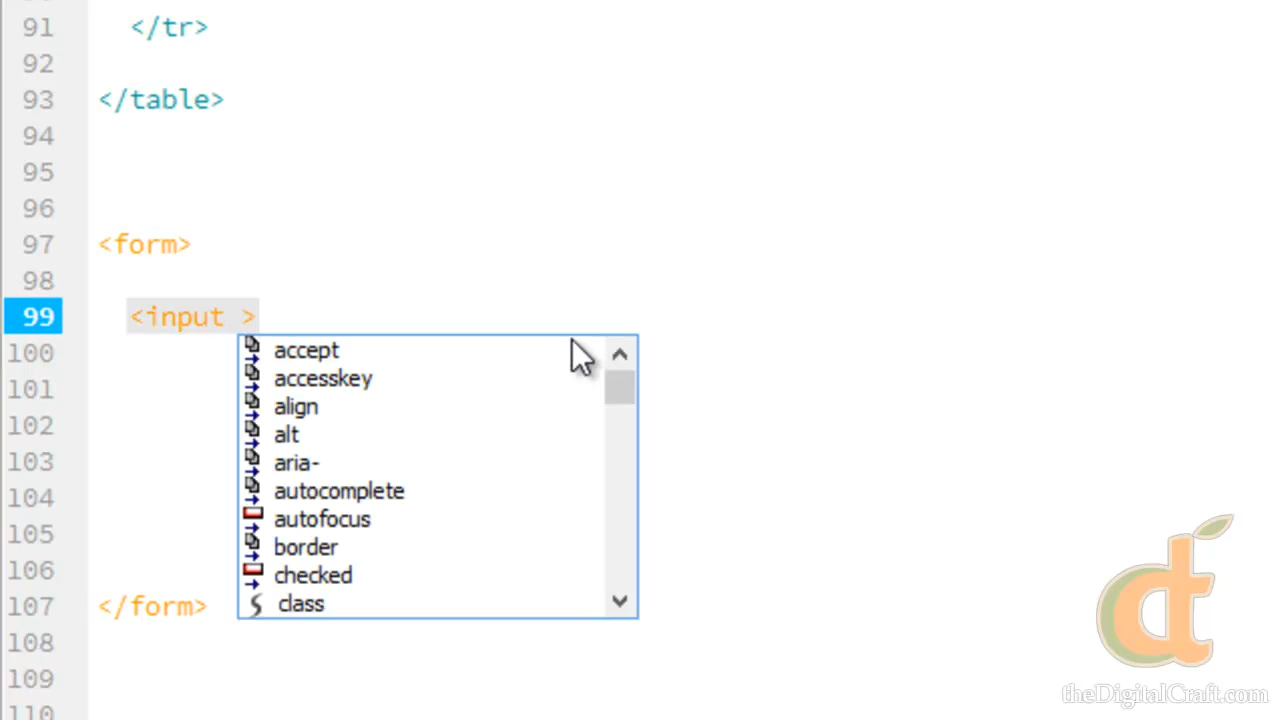 91 </tr>
92
93 </table>
94
95
96
97 <form>
98
99 <input >
100 accept
accesskey
101 align
102 alt
103 aria-
104 autocomplete
105 autofocus
106 border
checked
107 </form> class
108
109
110
dt
theDigitalCraft.com